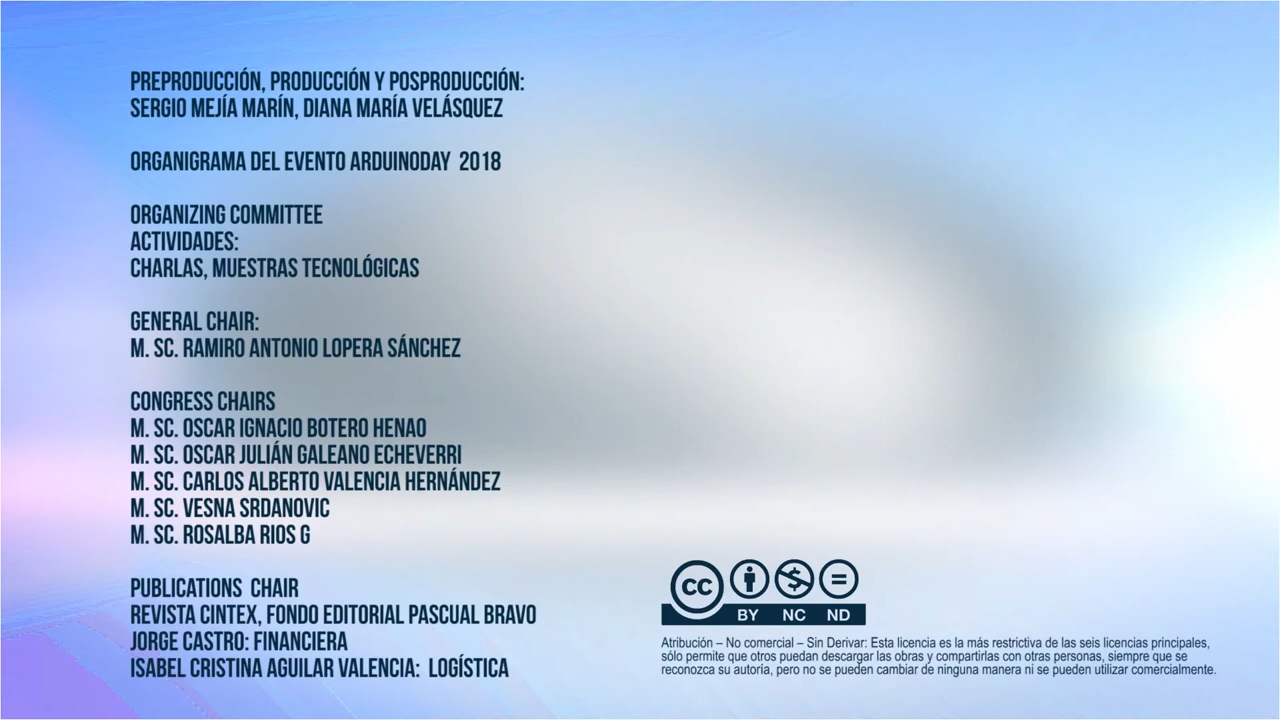 PREPRODUCCIÓN, PRODUCCIÓN Y POSPRODUCCIÓN:
SERGIO MEJÍA MARÍN, DIANA MARÍA VELÁSQUEZ
ORGANIGRAMA DEL EVENTO ARDUINODAY 2018
ORGANIZING COMMITTEE
ACTIVIDADES:
CHARLAS, MUESTRAS TECNOLÓGICAS
GENERAL CHAIR:
M. SC. RAMIRO ANTONIO LOPERA SÁNCHEZ
CONGRESS CHAIRS
M. SC. OSCAR IGNACIO BOTERO HENAO
M. SC. OSCAR JULIÁN GALEANO ECHEVERRI
M. SC. CARLOS ALBERTO VALENCIA HERNÁNDEZ
M. SC. VESNA SRDANOVIC
M. SC. ROSALBA RIOS G
PUBLICATIONS CHAIR
REVISTA CINTEX, FONDO EDITORIAL PASCUAL BRAVO
JORGE CASTRO: FINANCIERA
ISABEL CRISTINA AGUILAR VALENCIA: LOGÍSTICA
CC
BY NC ND
Atribución – No comercial – Sin Derivar: Esta licencia es la más restrictiva de las seis licencias principales,
sólo permite que otros puedan descargar las obras y compartirlas con otras personas, siempre que se
reconozca su autoría, pero no se pueden cambiar de ninguna manera ni se pueden utilizar comercialmente.